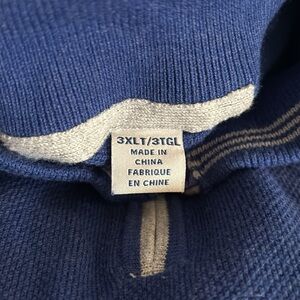 3XLT/3TGL
MADE IN
CHINA
FABRIQUE
EN CHINE